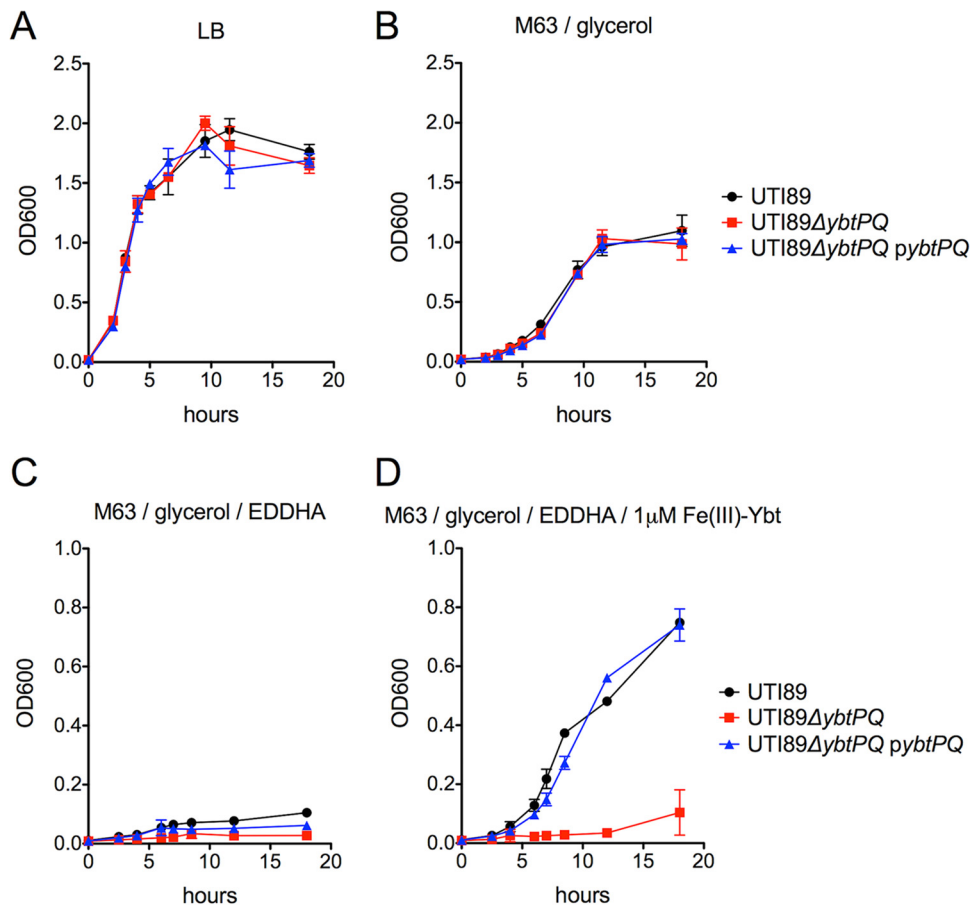 A
LB
OD600
2.5
2.0
1.5
1.0
0.5
0.0
0 5 10 15 20
hours
B
M63 / glycerol
OD600
2.5
2.0
1.5
1.0
0.5
0.0
0 5 10 15 20
hours
UTI89
UTI89ΔybtPQ
UTI89ΔybtPQ pybtPQ
C
M63 / glycerol / EDDHA
OD600
1.0
0.8
0.6
0.4
0.2
0.0
0 5 10 15 20
hours
D
M63 / glycerol / EDDHA / 1μM Fe(III)-Ybt
OD600
1.0
0.8
0.6
0.4
0.2
0.0
0 5 10 15 20
hours
UTI89
UTI89ΔybtPQ
UTI89ΔybtPQ pybtPQ